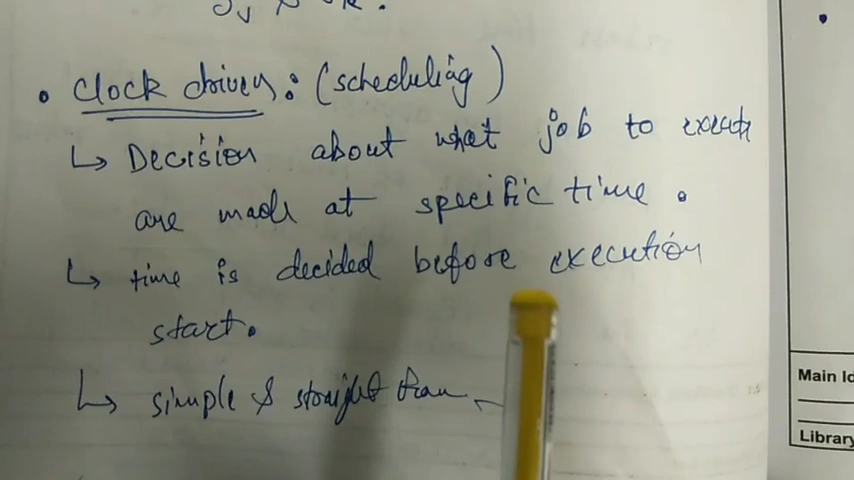 • clock driven: (scheduling)
↳ Decision about what job to execute
are made at specific time.
↳ time is decided before execution
start.
↳ simple & straight
Main Id
Library